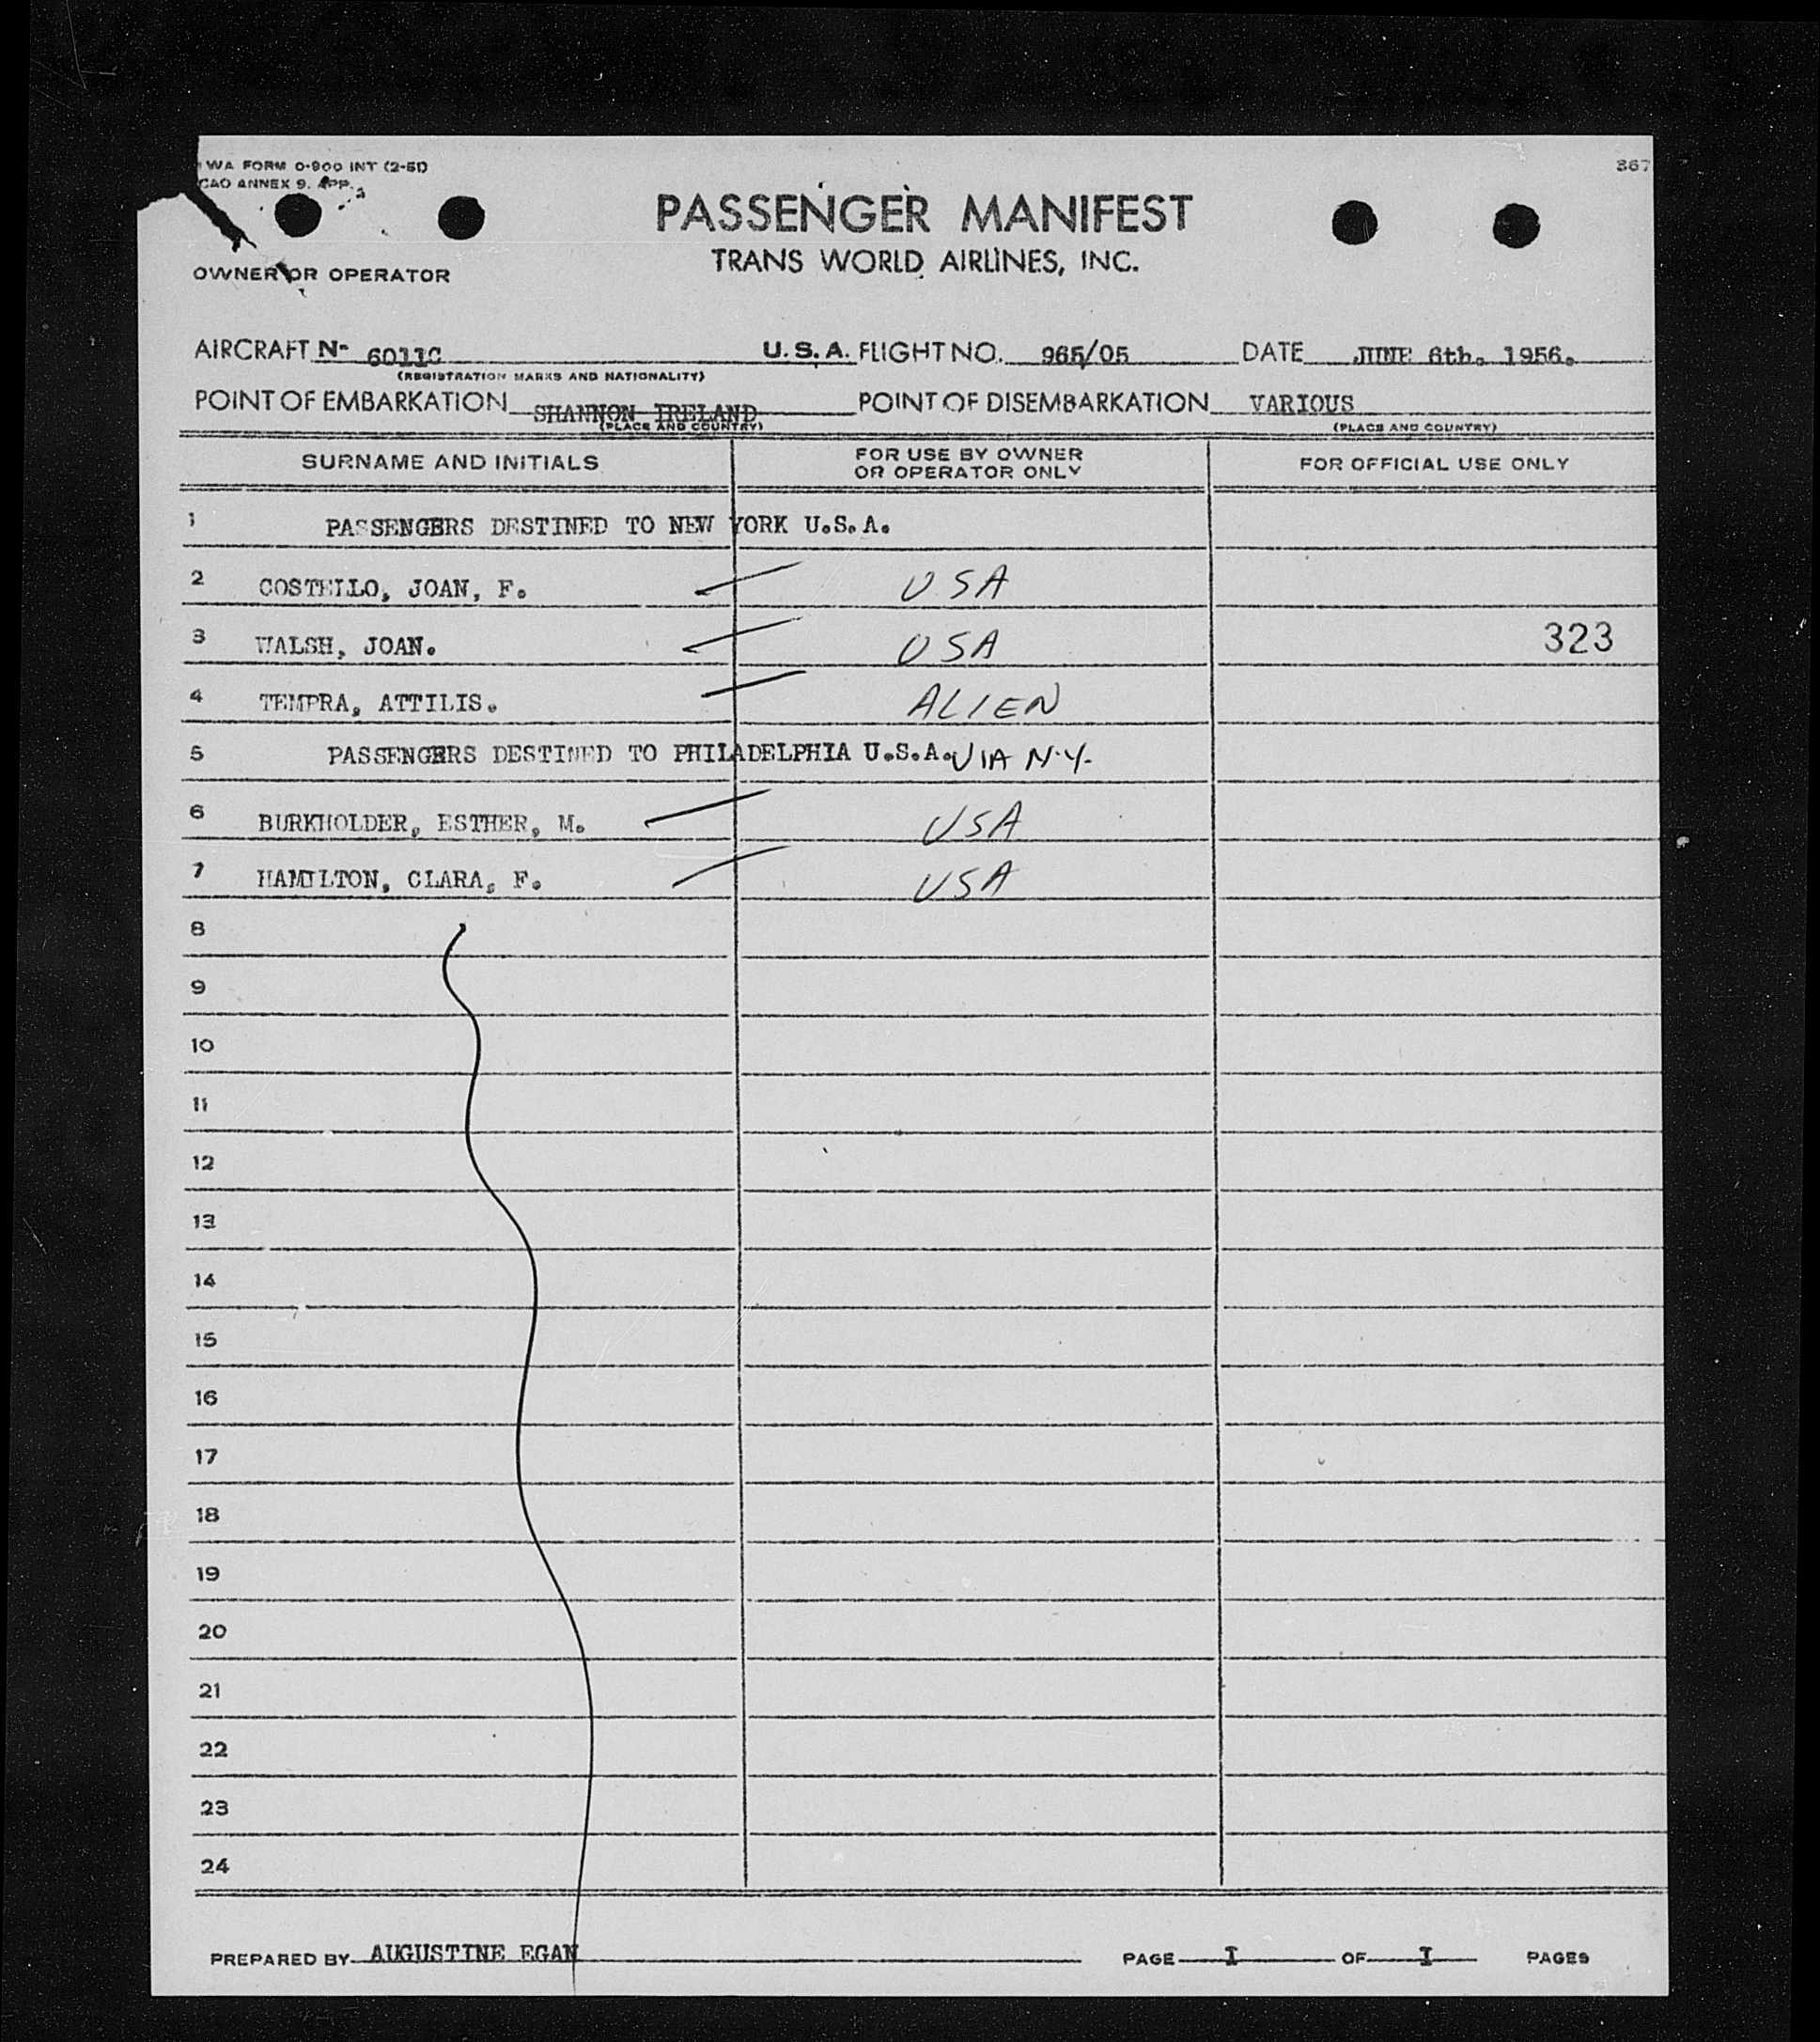 WA FORM 0-900 INT (2-51) 367
CAO ANNEX 9. APP. 3
PASSENGER MANIFEST
TRANS WORLD AIRLINES, INC.
OWNER OR OPERATOR
AIRCRAFT N- 6011C U.S.A. FLIGHT NO. 965/05 DATE JUNE 6th. 1956.
(REGISTRATION MARKS AND NATIONALITY)
POINT OF EMBARKATION SHANNON IRELAND POINT OF DISEMBARKATION VARIOUS
(PLACE AND COUNTRY) (PLACE AND COUNTRY)
SURNAME AND INITIALS FOR USE BY OWNER OR OPERATOR ONLY FOR OFFICIAL USE ONLY
1 PASSENGERS DESTINED TO NEW YORK U.S.A.
2 COSTELLO, JOAN, F. USA
3 WALSH, JOAN. USA 323
4 TEMPRA, ATTILIS. ALIEN
5 PASSENGERS DESTINED TO PHILADELPHIA U.S.A. VIA N.Y.
6 BURKHOLDER, ESTHER, M. USA
7 HAMILTON, CLARA, F. USA
8
9
10
11
12
13
14
15
16
17
18
19
20
21
22
23
24
PREPARED BY AUGUSTINE EGAN PAGE I OF I PAGES